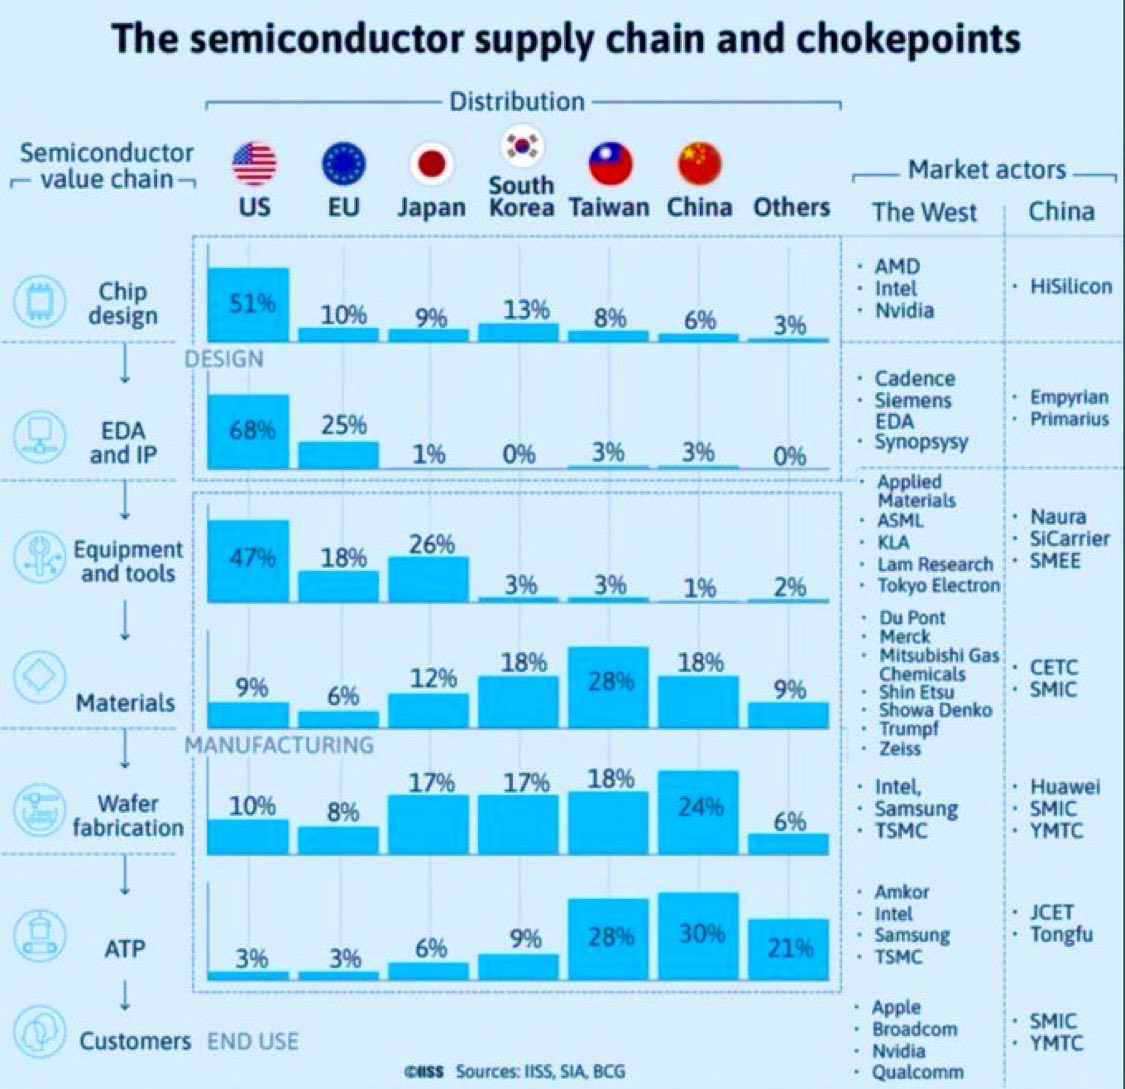 The semiconductor supply chain and chokepoints
Distribution
Semiconductor
value chain
US
EU
Japan
South
Korea
Taiwan
China
Others
Market actors
The West
China
Chip
design
51%
10%
9%
13%
8%
6%
3%
· AMD
· Intel
· Nvidia
· HiSilicon
DESIGN
EDA
and IP
68%
25%
1%
0%
3%
3%
0%
· Cadence
· Siemens
EDA
· Synopsysy
· Empyrian
· Primarius
Equipment
and tools
47%
18%
26%
3%
3%
1%
2%
· Applied
Materials
· ASML
· KLA
· Lam Research
· Tokyo Electron
· Naura
· SiCarrier
· SMEE
Materials
9%
6%
12%
18%
28%
18%
9%
· Du Pont
· Merck
· Mitsubishi Gas
Chemicals
· Shin Etsu
· Showa Denko
· Trumpf
· Zeiss
· CETC
· SMIC
MANUFACTURING
Wafer
fabrication
10%
8%
17%
17%
18%
24%
6%
· Intel,
· Samsung
· TSMC
· Huawei
· SMIC
· YMTC
ATP
3%
3%
6%
9%
28%
30%
21%
· Amkor
· Intel
· Samsung
· TSMC
· JCET
· Tongfu
Customers
END USE
· Apple
· Broadcom
· Nvidia
· Qualcomm
· SMIC
· YMTC
©IISS Sources: IISS, SIA, BCG